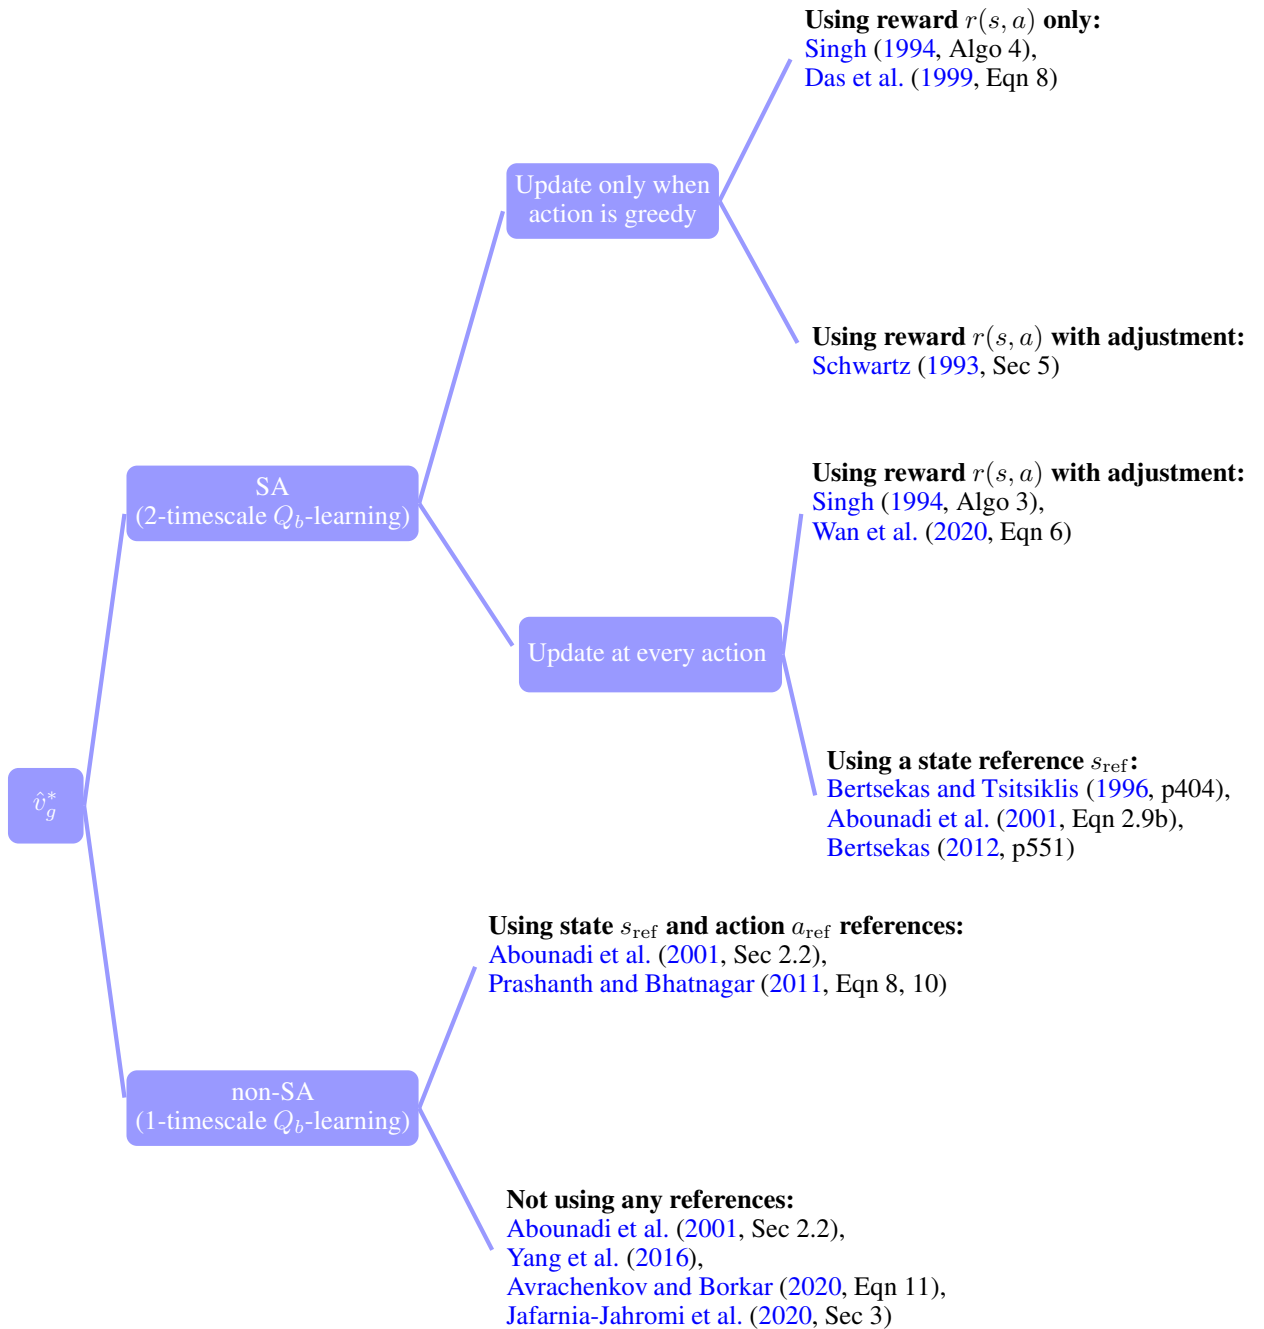 Using reward r(s, a) only:
Singh (1994, Algo 4),
Das et al. (1999, Eqn 8)
Update only when
action is greedy
Using reward r(s, a) with adjustment:
Schwartz (1993, Sec 5)
SA
(2-timescale Q_b-learning)
Using reward r(s, a) with adjustment:
Singh (1994, Algo 3),
Wan et al. (2020, Eqn 6)
Update at every action
Using a state reference s_ref:
Bertsekas and Tsitsiklis (1996, p404),
Abounadi et al. (2001, Eqn 2.9b),
Bertsekas (2012, p551)
v̂_g^*
Using state s_ref and action a_ref references:
Abounadi et al. (2001, Sec 2.2),
Prashanth and Bhatnagar (2011, Eqn 8, 10)
non-SA
(1-timescale Q_b-learning)
Not using any references:
Abounadi et al. (2001, Sec 2.2),
Yang et al. (2016),
Avrachenkov and Borkar (2020, Eqn 11),
Jafarnia-Jahromi et al. (2020, Sec 3)